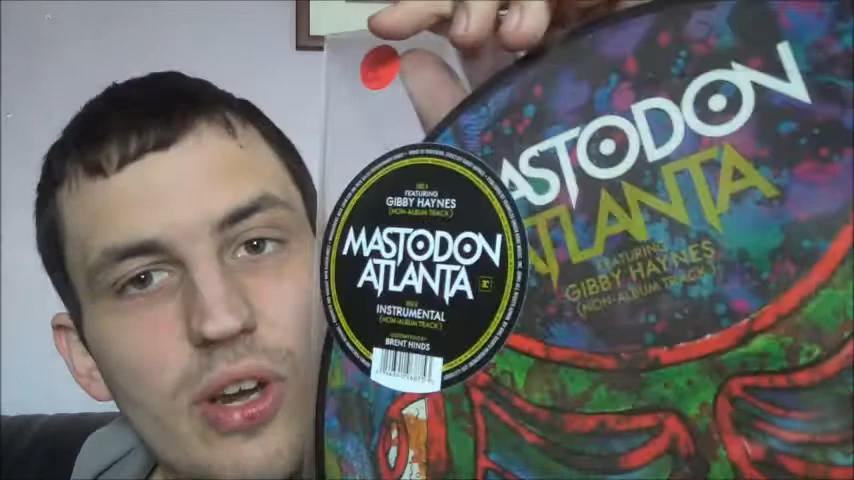 SIDE A
FEATURING
GIBBY HAYNES
(NON-ALBUM TRACK)
MASTODON
ATLANTA
SIDE B
INSTRUMENTAL
(NON-ALBUM TRACK)
BRENT HINDS
MASTODON
ATLANTA
FEATURING
GIBBY HAYNES
(NON-ALBUM TRACK)